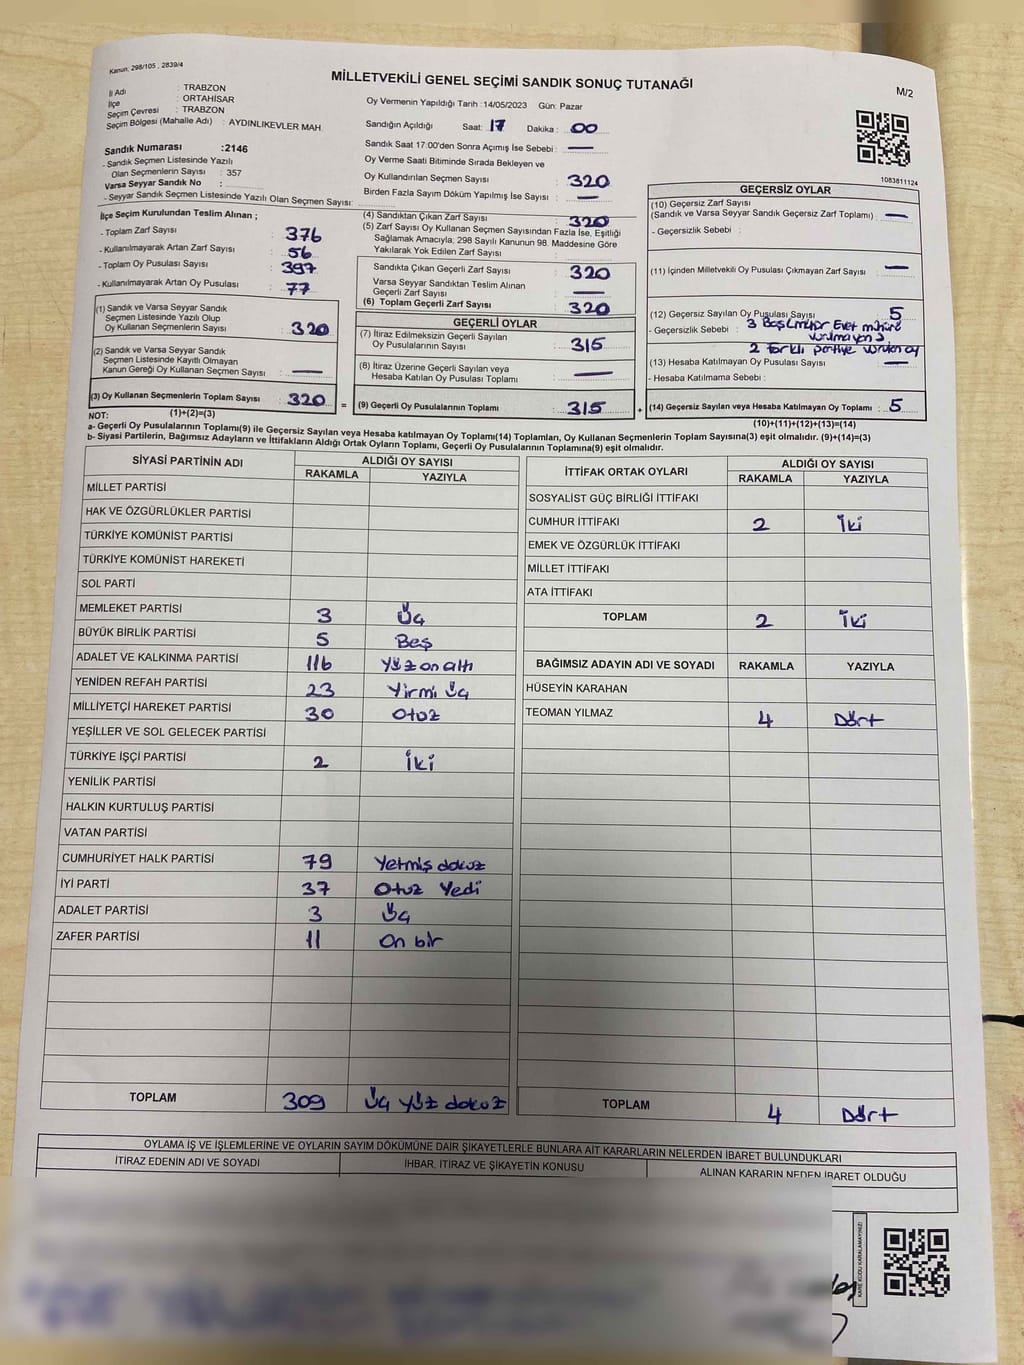 Kanun: 298/105 , 2839/4
MİLLETVEKİLİ GENEL SEÇİMİ SANDIK SONUÇ TUTANAĞI
M/2
İl Adı : TRABZON
İlçe : ORTAHİSAR
Seçim Çevresi : TRABZON
Seçim Bölgesi (Mahalle Adı) : AYDINLIKEVLER MAH.
Sandık Numarası :2146
- Sandık Seçmen Listesinde Yazılı
Olan Seçmenlerin Sayısı : 357
Varsa Seyyar Sandık No :
- Seyyar Sandık Seçmen Listesinde Yazılı Olan Seçmen Sayısı:
Oy Vermenin Yapıldığı Tarih :14/05/2023 Gün: Pazar
Sandığın Açıldığı Saat: 17 Dakika : 00
Sandık Saat 17:00'den Sonra Açılmış İse Sebebi : —
Oy Verme Saati Bitiminde Sırada Bekleyen ve
Oy Kullandırılan Seçmen Sayısı : 320
Birden Fazla Sayım Döküm Yapılmış İse Sayısı : —
1083811124
İlçe Seçim Kurulundan Teslim Alınan ;
- Toplam Zarf Sayısı : 376
- Kullanılmayarak Artan Zarf Sayısı : 56
- Toplam Oy Pusulası Sayısı : 397
- Kullanılmayarak Artan Oy Pusulası : 77
(1) Sandık ve Varsa Seyyar Sandık
Seçmen Listesinde Yazılı Olup
Oy Kullanan Seçmenlerin Sayısı : 320
(2) Sandık ve Varsa Seyyar Sandık
Seçmen Listesinde Kayıtlı Olmayan
Kanun Gereği Oy Kullanan Seçmen Sayısı : —
(3) Oy Kullanan Seçmenlerin Toplam Sayısı : 320
(4) Sandıktan Çıkan Zarf Sayısı : 320
(5) Zarf Sayısı Oy Kullanan Seçmen Sayısından Fazla İse, Eşitliği
Sağlamak Amacıyla, 298 Sayılı Kanunun 98. Maddesine Göre
Yakılarak Yok Edilen Zarf Sayısı :
Sandıkta Çıkan Geçerli Zarf Sayısı : 320
Varsa Seyyar Sandıktan Teslim Alınan
Geçerli Zarf Sayısı : —
(6) Toplam Geçerli Zarf Sayısı : 320
GEÇERLİ OYLAR
(7) İtiraz Edilmeksizin Geçerli Sayılan
Oy Pusulalarının Sayısı : 315
(8) İtiraz Üzerine Geçerli Sayılan veya
Hesaba Katılan Oy Pusulası Toplamı : —
= (9) Geçerli Oy Pusulalarının Toplamı : 315 +
GEÇERSİZ OYLAR
(10) Geçersiz Zarf Sayısı
(Sandık ve Varsa Seyyar Sandık Geçersiz Zarf Toplamı) : —
- Geçersizlik Sebebi :
(11) İçinden Milletvekili Oy Pusulası Çıkmayan Zarf Sayısı : —
(12) Geçersiz Sayılan Oy Pusulası Sayısı : 5
- Geçersizlik Sebebi : 3 Boş
Evet mührü
vurulmayan 3
2 Farklı partiye vurulan oy
(13) Hesaba Katılmayan Oy Pusulası Sayısı : —
- Hesaba Katılmama Sebebi :
(14) Geçersiz Sayılan veya Hesaba Katılmayan Oy Toplamı : 5
NOT: (1)+(2)=(3)
(10)+(11)+(12)+(13)=(14)
a- Geçerli Oy Pusulalarının Toplamı(9) ile Geçersiz Sayılan veya Hesaba katılmayan Oy Toplamı(14) Toplamları, Oy Kullanan Seçmenlerin Toplam Sayısına(3) eşit olmalıdır. (9)+(14)=(3)
b- Siyasi Partilerin, Bağımsız Adayların ve İttifakların Aldığı Ortak Oyların Toplamı, Geçerli Oy Pusulalarının Toplamına(9) eşit olmalıdır.
SİYASİ PARTİNİN ADI ALDIĞI OY SAYISI
RAKAMLA YAZIYLA
MİLLET PARTİSİ
HAK VE ÖZGÜRLÜKLER PARTİSİ
TÜRKİYE KOMÜNİST PARTİSİ
TÜRKİYE KOMÜNİST HAREKETİ
SOL PARTİ
MEMLEKET PARTİSİ 3 Üç
BÜYÜK BİRLİK PARTİSİ 5 Beş
ADALET VE KALKINMA PARTİSİ 116 Yüz on altı
YENİDEN REFAH PARTİSİ 23 Yirmi üç
MİLLİYETÇİ HAREKET PARTİSİ 30 Otuz
YEŞİLLER VE SOL GELECEK PARTİSİ
TÜRKİYE İŞÇİ PARTİSİ 2 İki
YENİLİK PARTİSİ
HALKIN KURTULUŞ PARTİSİ
VATAN PARTİSİ
CUMHURİYET HALK PARTİSİ 79 Yetmiş dokuz
İYİ PARTİ 37 Otuz Yedi
ADALET PARTİSİ 3 Üç
ZAFER PARTİSİ 11 On bir
TOPLAM 309 Üç yüz dokuz
İTTİFAK ORTAK OYLARI ALDIĞI OY SAYISI
RAKAMLA YAZIYLA
SOSYALİST GÜÇ BİRLİĞİ İTTİFAKI
CUMHUR İTTİFAKI 2 İki
EMEK VE ÖZGÜRLÜK İTTİFAKI
MİLLET İTTİFAKI
ATA İTTİFAKI
TOPLAM 2 İki
BAĞIMSIZ ADAYIN ADI VE SOYADI RAKAMLA YAZIYLA
HÜSEYİN KARAHAN
TEOMAN YILMAZ 4 Dört
TOPLAM 4 Dört
OYLAMA İŞ VE İŞLEMLERİNE VE OYLARIN SAYIM DÖKÜMÜNE DAİR ŞİKAYETLERLE BUNLARA AİT KARARLARIN NELERDEN İBARET BULUNDUKLARI
İTİRAZ EDENİN ADI VE SOYADI İHBAR, İTİRAZ VE ŞİKAYETİN KONUSU ALINAN KARARIN NEDEN İBARET OLDUĞU
KARE KODU KARALAMAYINIZ!